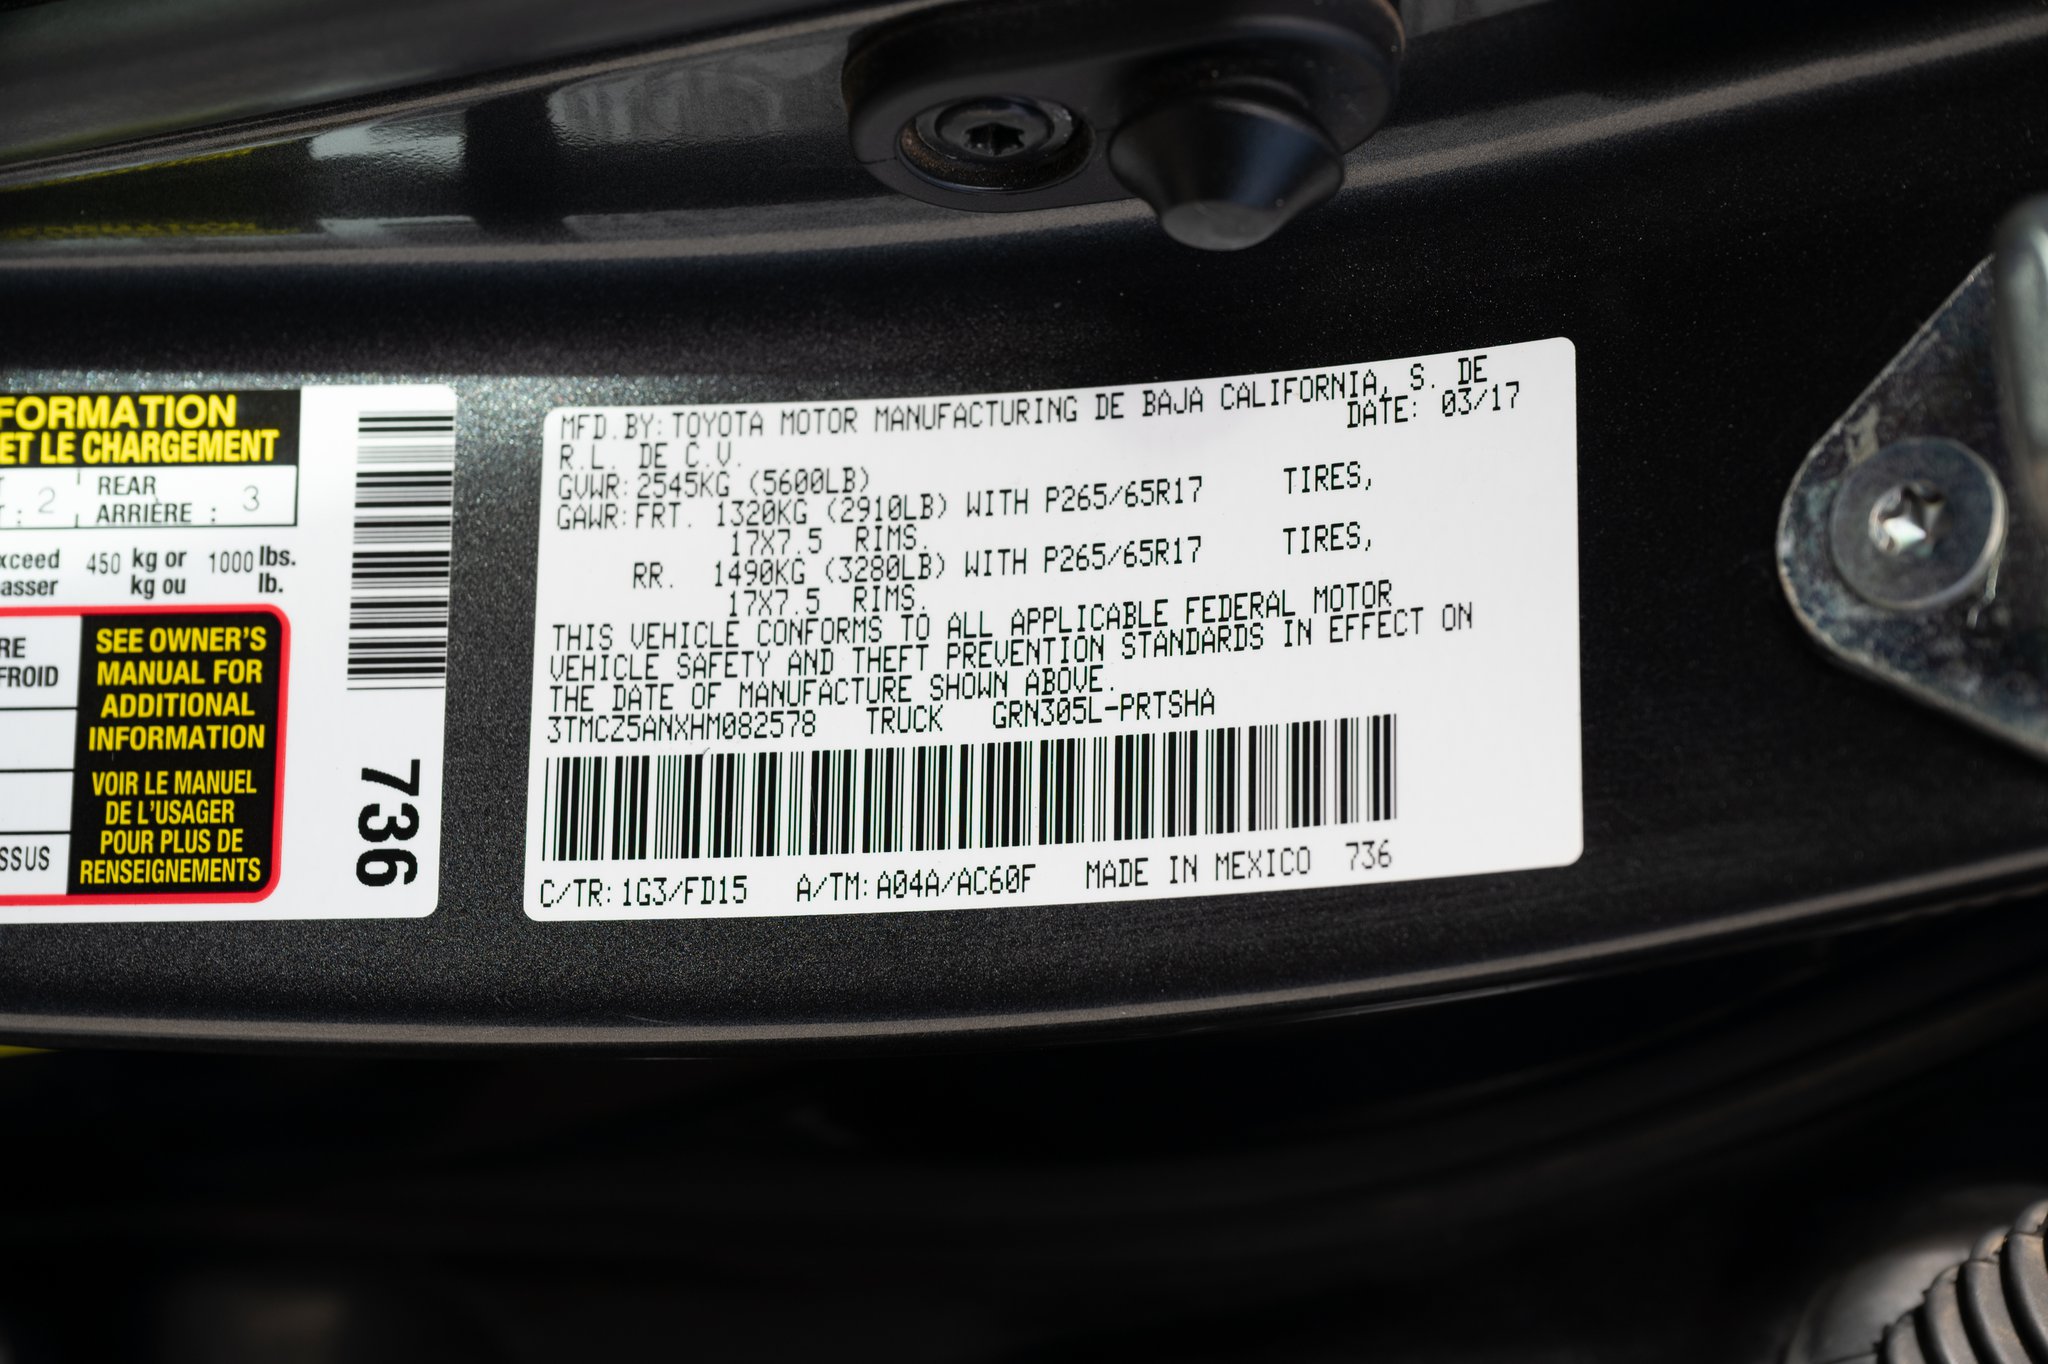 FORMATION
ET LE CHARGEMENT
2 REAR
ARRIÈRE : 3
450 kg or 1000 lbs.
kg ou lb.
SEE OWNER'S
MANUAL FOR
ADDITIONAL
INFORMATION
VOIR LE MANUEL
DE L'USAGER
POUR PLUS DE
RENSEIGNEMENTS
RE
FROID
SSUS
736
MFD.BY:TOYOTA MOTOR MANUFACTURING DE BAJA CALIFORNIA, S. DE
R.L. DE C.V. DATE: 03/17
GVWR:2545KG (5600LB)
GAWR:FRT. 1320KG (2910LB) WITH P265/65R17 TIRES,
17X7.5 RIMS.
RR. 1490KG (3280LB) WITH P265/65R17 TIRES,
17X7.5 RIMS.
THIS VEHICLE CONFORMS TO ALL APPLICABLE FEDERAL MOTOR
VEHICLE SAFETY AND THEFT PREVENTION STANDARDS IN EFFECT ON
THE DATE OF MANUFACTURE SHOWN ABOVE.
3TMCZ5ANXHM082578 TRUCK GRN305L-PRTSHA
C/TR:1G3/FD15 A/TM:A04A/AC60F MADE IN MEXICO 736